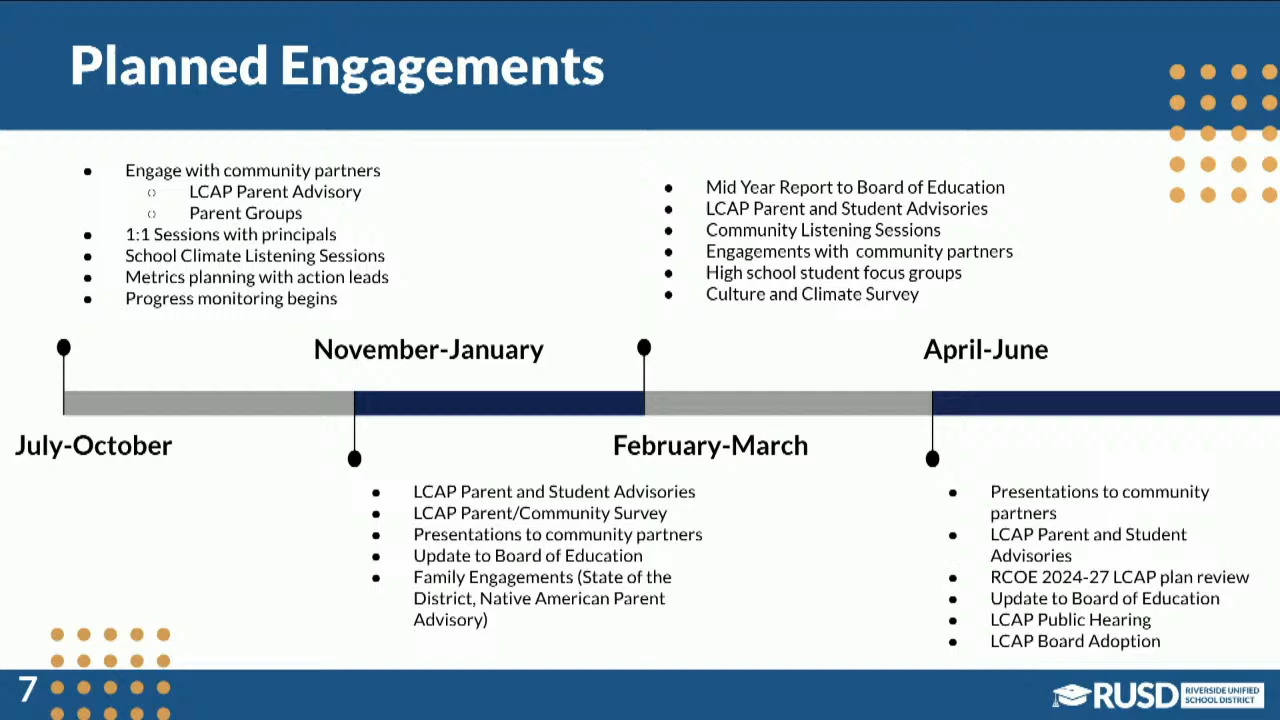 Planned Engagements
● Engage with community partners
○ LCAP Parent Advisory
○ Parent Groups
● 1:1 Sessions with principals
● School Climate Listening Sessions
● Metrics planning with action leads
● Progress monitoring begins
● Mid Year Report to Board of Education
● LCAP Parent and Student Advisories
● Community Listening Sessions
● Engagements with community partners
● High school student focus groups
● Culture and Climate Survey
November-January
April-June
July-October
February-March
● LCAP Parent and Student Advisories
● LCAP Parent/Community Survey
● Presentations to community partners
● Update to Board of Education
● Family Engagements (State of the
District, Native American Parent
Advisory)
● Presentations to community
partners
● LCAP Parent and Student
Advisories
● RCOE 2024-27 LCAP plan review
● Update to Board of Education
● LCAP Public Hearing
● LCAP Board Adoption
7
RUSD
RIVERSIDE UNIFIED
SCHOOL DISTRICT